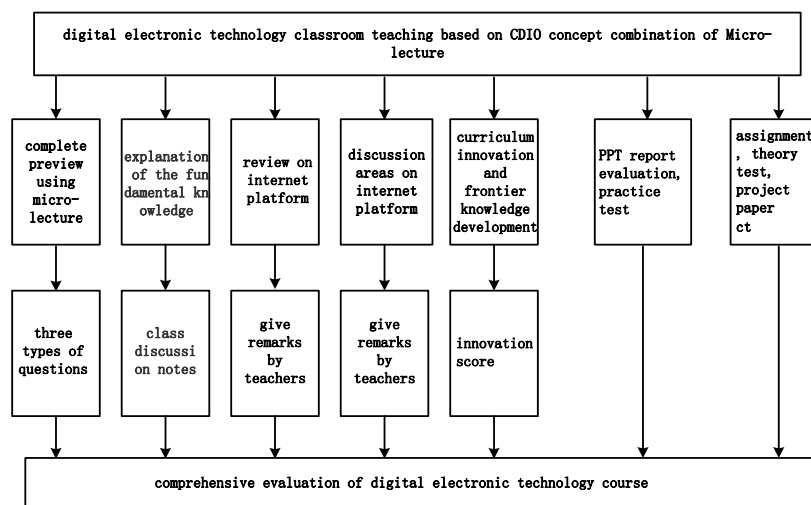 digital electronic technology classroom teaching based on CDIO concept combination of Micro-
lecture
complete
preview
using
micro-
lecture
explanation
of the fun
damental kn
owledge
review on
internet
platform
discussion
areas on
internet
platform
curriculum
innovation
and
frontier
knowledge
development
PPT report
evaluation,
practice
test
assignment
, theory
test,
project
paper
ct
three
types of
questions
class
discussi
on notes
give
remarks
by
teachers
give
remarks
by
teachers
innovation
score
comprehensive evaluation of digital electronic technology course